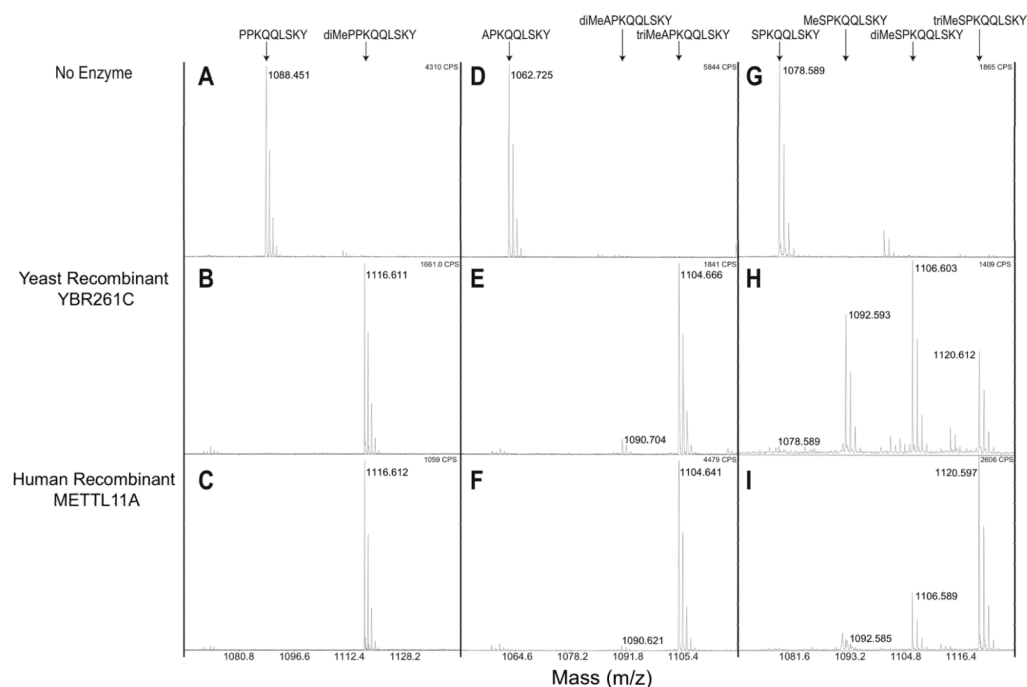 diMeAPKQQLSKY MeSPKQQLSKY triMeSPKQQLSKY
PPKQQLSKY diMePPKQQLSKY APKQQLSKY triMeAPKQQLSKY SPKQQLSKY diMeSPKQQLSKY
No Enzyme
A 1088.451 4310 CPS
D 1062.725 5844 CPS
G 1078.589 1865 CPS
Yeast Recombinant
YBR261C
B 1116.611 1661.0 CPS
E 1104.666 1841 CPS
1090.704
H 1106.603 1409 CPS
1092.593
1120.612
1078.589
Human Recombinant
METTL11A
C 1116.612 1059 CPS
F 1104.641 4479 CPS
1090.621
I 1120.597 2606 CPS
1106.589
1092.585
1080.8 1096.6 1112.4 1128.2 1064.6 1078.2 1091.8 1105.4 1081.6 1093.2 1104.8 1116.4
Mass (m/z)